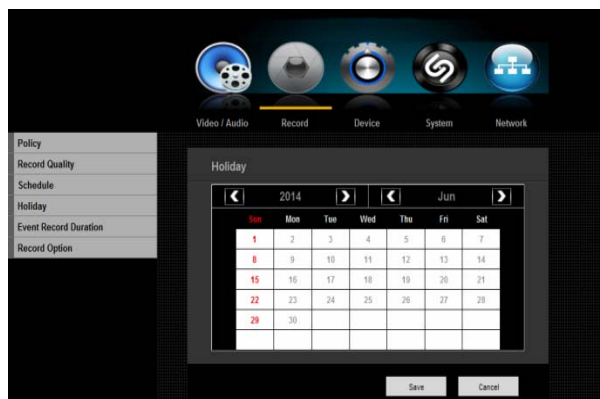 Video / Audio Record Device System Network
Policy
Record Quality
Schedule
Holiday
Event Record Duration
Record Option
Holiday
2014 Jun
Sun Mon Tue Wed Thu Fri Sat
1 2 3 4 5 6 7
8 9 10 11 12 13 14
15 16 17 18 19 20 21
22 23 24 25 26 27 28
29 30
Save Cancel